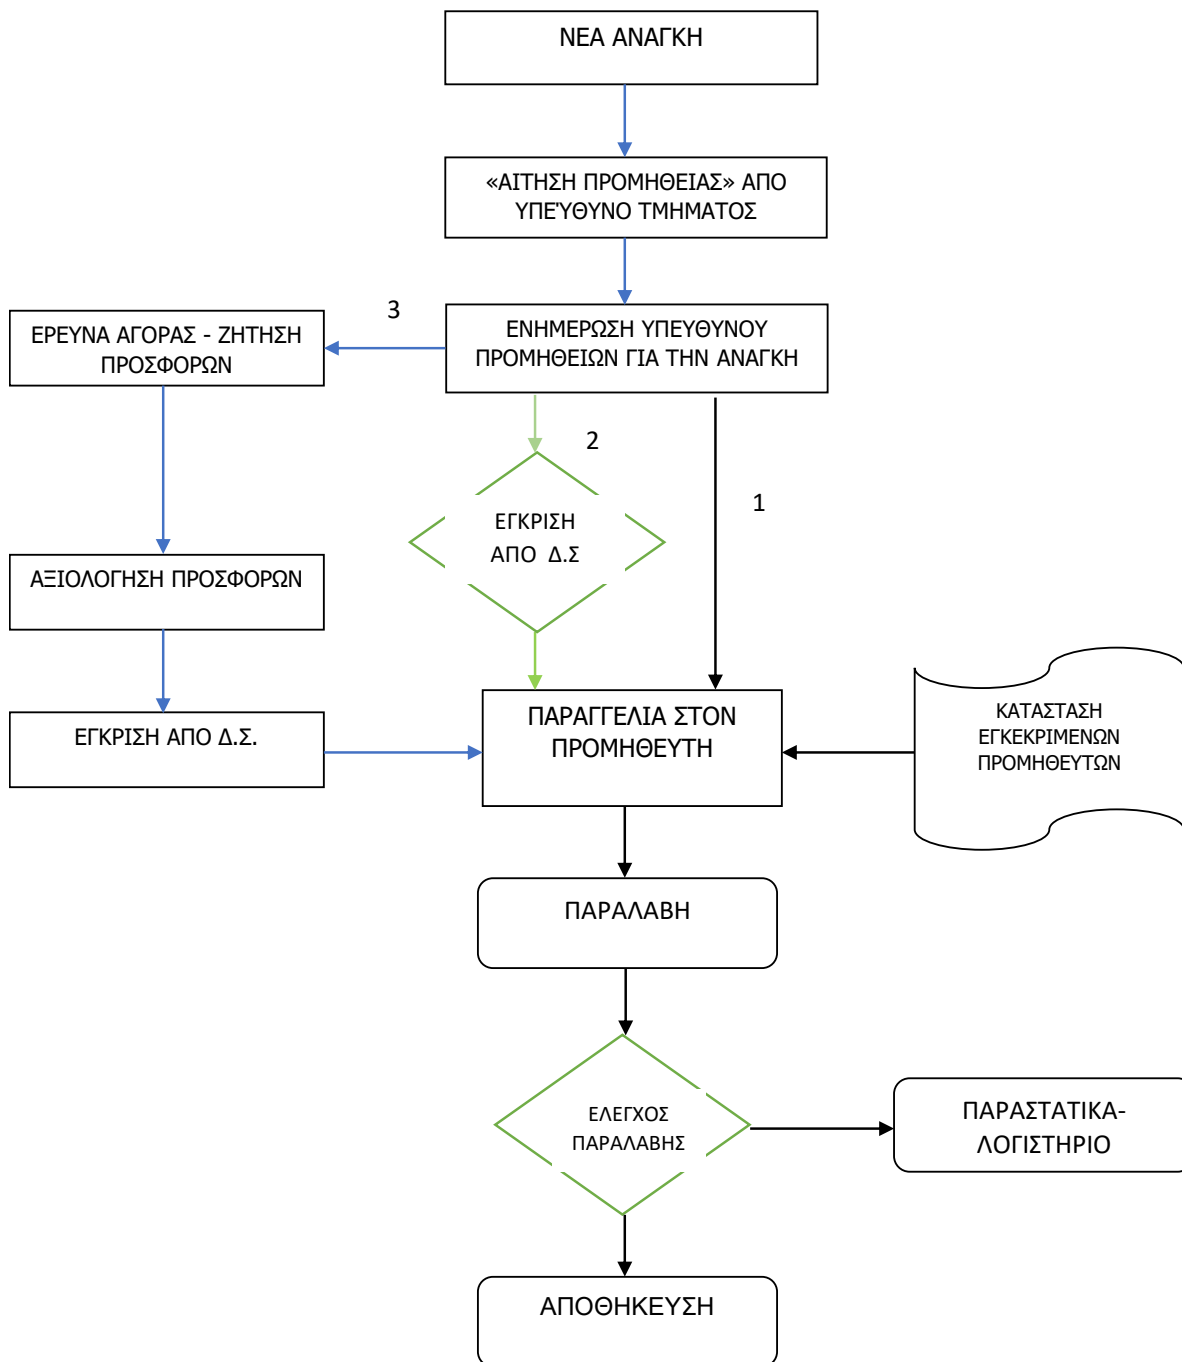 ΝΕΑ ΑΝΑΓΚΗ
«ΑΙΤΗΣΗ ΠΡΟΜΗΘΕΙΑΣ» ΑΠΟ
ΥΠΕΎΘΥΝΟ ΤΜΗΜΑΤΟΣ
3
ΕΡΕΥΝΑ ΑΓΟΡΑΣ - ΖΗΤΗΣΗ
ΠΡΟΣΦΟΡΩΝ
ΕΝΗΜΕΡΩΣΗ ΥΠΕΥΘΥΝΟΥ
ΠΡΟΜΗΘΕΙΩΝ ΓΙΑ ΤΗΝ ΑΝΑΓΚΗ
2
1
ΕΓΚΡΙΣΗ
ΑΠΟ Δ.Σ
ΑΞΙΟΛΟΓΗΣΗ ΠΡΟΣΦΟΡΩΝ
ΕΓΚΡΙΣΗ ΑΠΟ Δ.Σ.
ΠΑΡΑΓΓΕΛΙΑ ΣΤΟΝ
ΠΡΟΜΗΘΕΥΤΗ
ΚΑΤΑΣΤΑΣΗ
ΕΓΚΕΚΡΙΜΕΝΩΝ
ΠΡΟΜΗΘΕΥΤΩΝ
ΠΑΡΑΛΑΒΗ
ΕΛΕΓΧΟΣ
ΠΑΡΑΛΑΒΗΣ
ΠΑΡΑΣΤΑΤΙΚΑ-
ΛΟΓΙΣΤΗΡΙΟ
ΑΠΟΘΗΚΕΥΣΗ